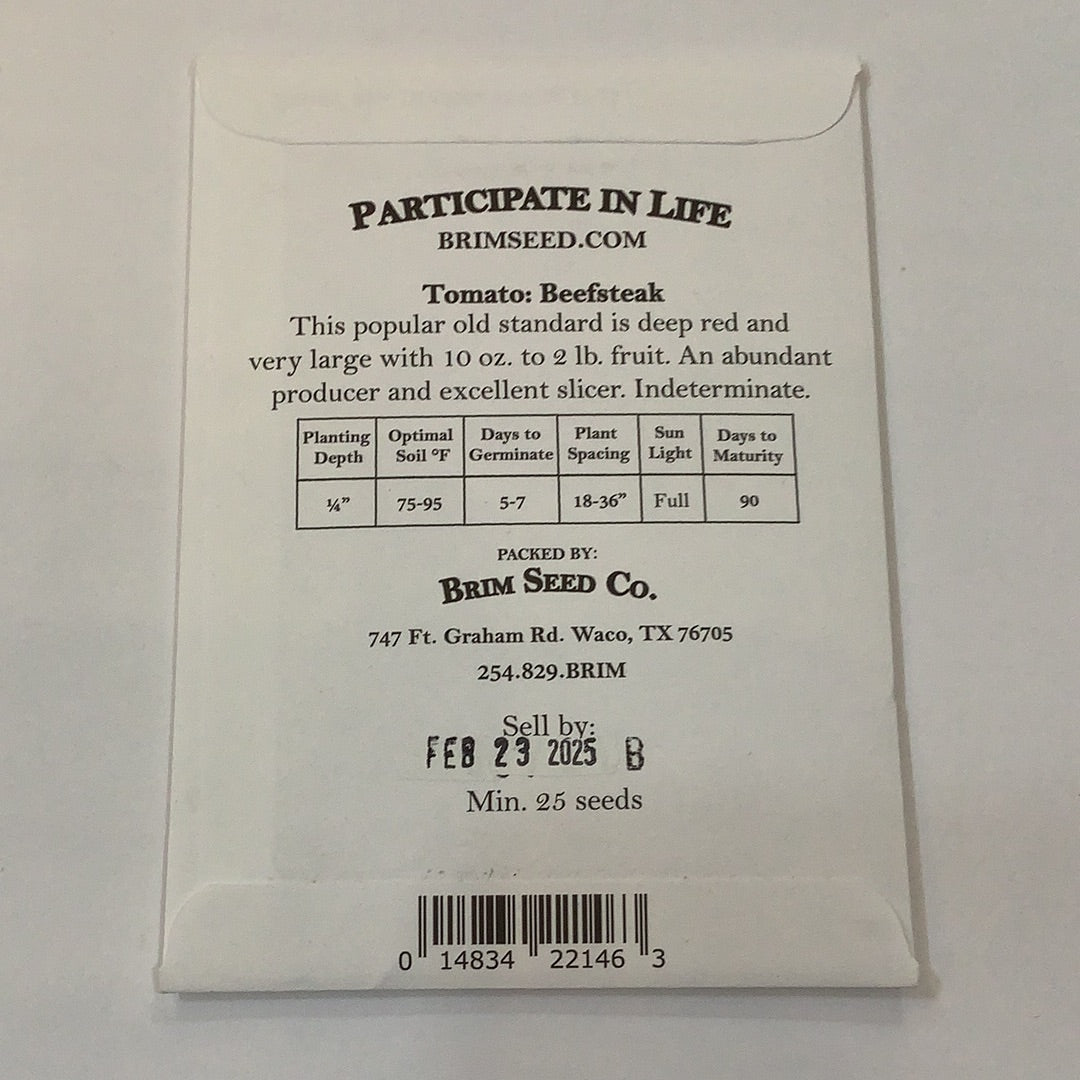 PARTICIPATE IN LIFE
BRIMSEED.COM
Tomato: Beefsteak
This popular old standard is deep red and
very large with 10 oz. to 2 lb. fruit. An abundant
producer and excellent slicer. Indeterminate.
Planting Depth Optimal Soil °F Days to Germinate Plant Spacing Sun Light Days to Maturity
¼” 75-95 5-7 18-36” Full 90
PACKED BY:
BRIM SEED CO.
747 Ft. Graham Rd. Waco, TX 76705
254.829.BRIM
Sell by:
FEB 23 2025 B
Min. 25 seeds
0 14834 22146 3